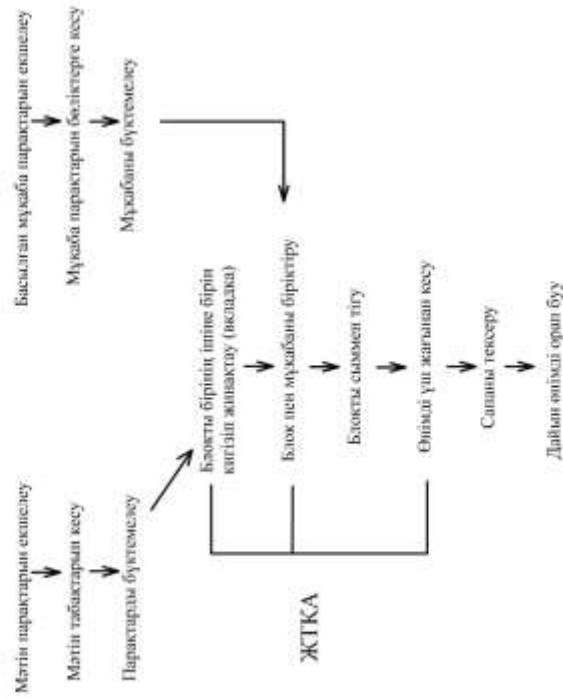 Мәтін парақтарын екшелеу
Мәтін табақтарын кесу
Парақтарды бүктемелеу
Басылған мұқаба парақтарын екшелеу
Мұқаба парақтарын бөліктерге кесу
Мұқабаны бүктемелеу
Блокты бірінің ішіне бірін
кигізіп жинақтау (вкладка)
Блок пен мұқабаны біріктіру
Блокты сыммен тігу
Өнімді үш жағынан кесу
Сапаны тексеру
Дайын өнімді орап буу
ЖТКА